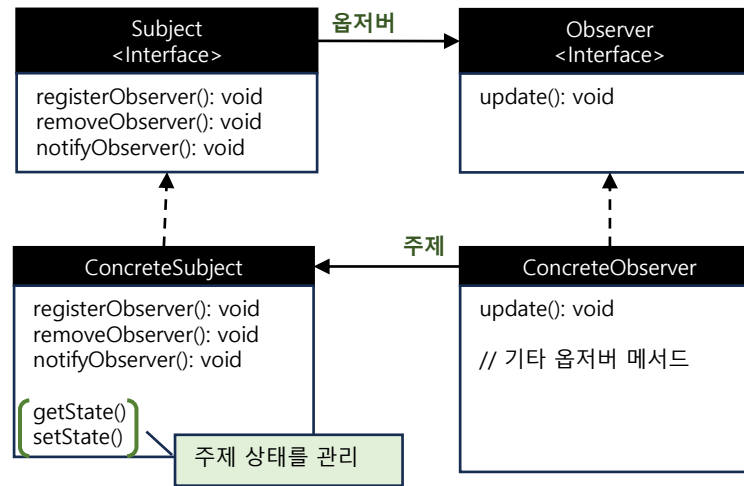 Subject
<Interface>
registerObserver(): void
removeObserver(): void
notifyObserver(): void
옵저버
Observer
<Interface>
update(): void
ConcreteSubject
registerObserver(): void
removeObserver(): void
notifyObserver(): void
getState()
setState()
주제 상태를 관리
주제
ConcreteObserver
update(): void
// 기타 옵저버 메서드